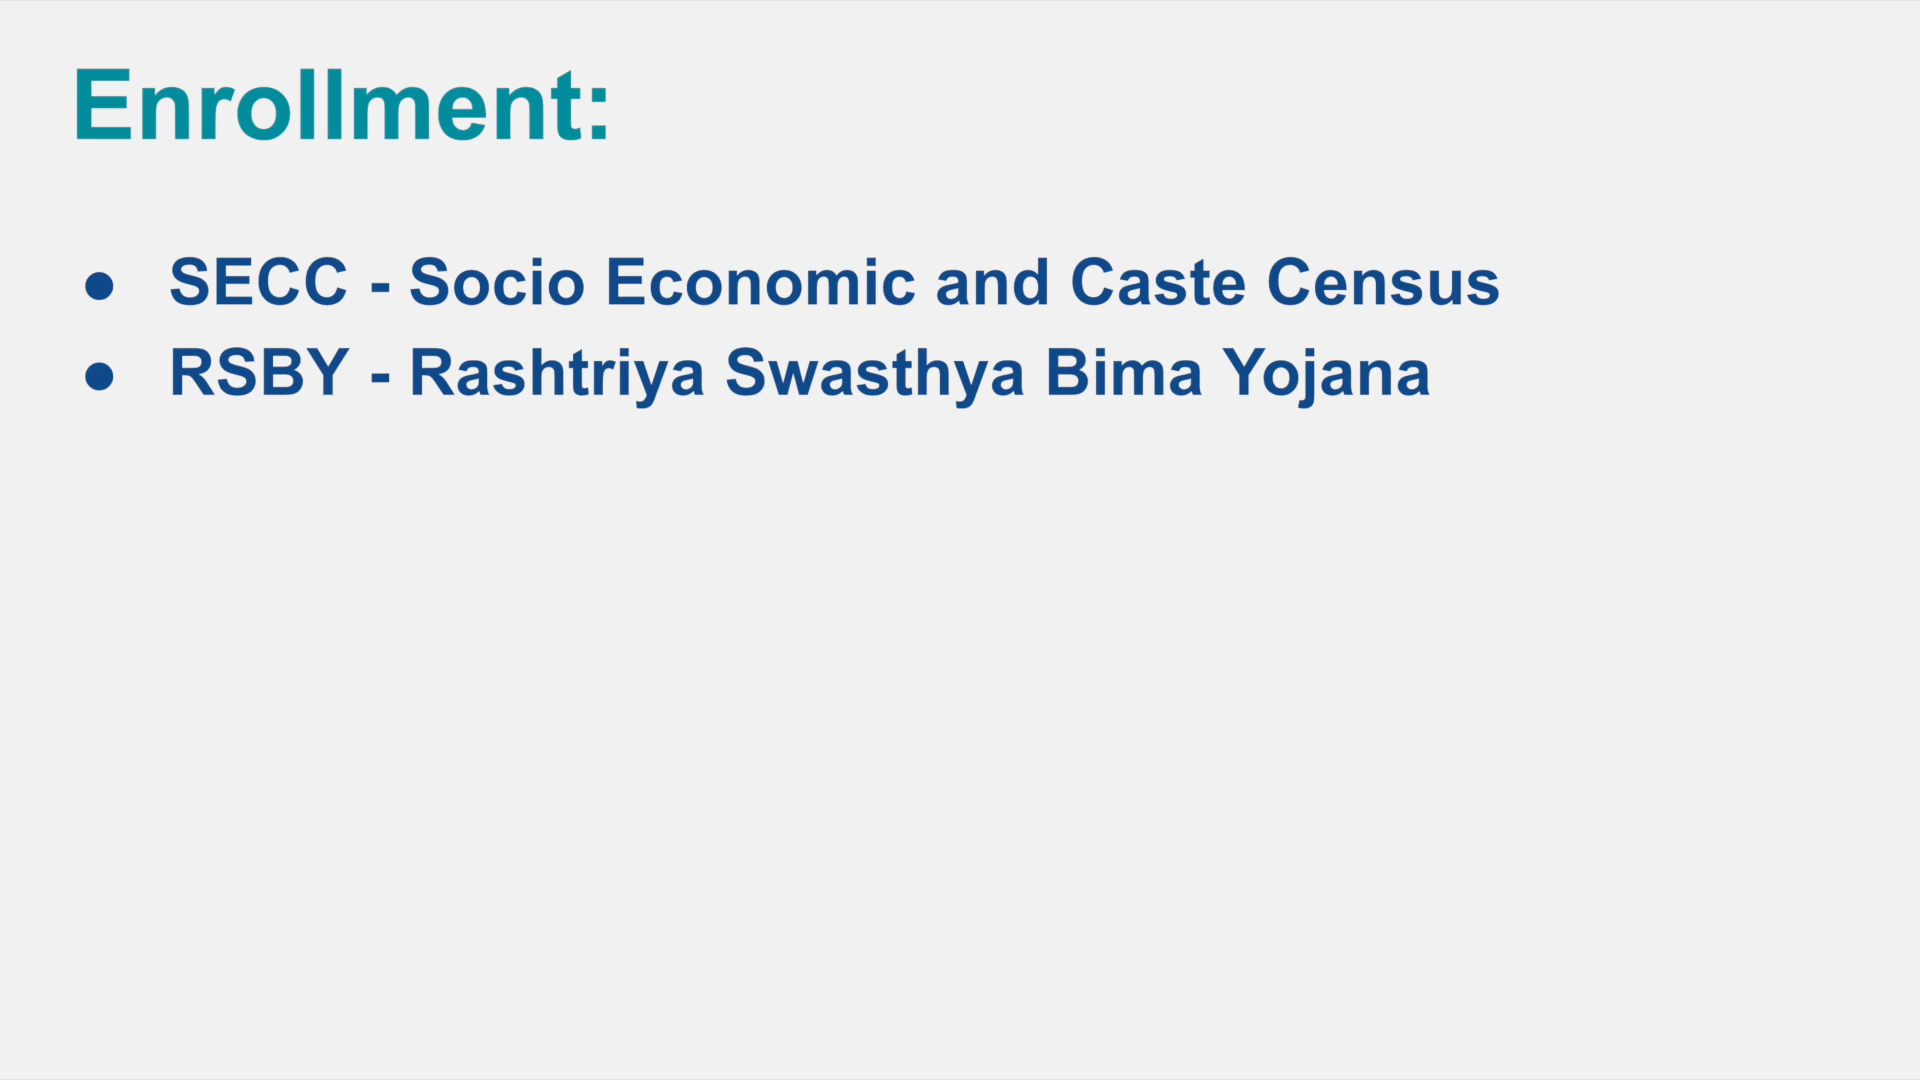 Enrollment:
● SECC - Socio Economic and Caste Census
● RSBY - Rashtriya Swasthya Bima Yojana